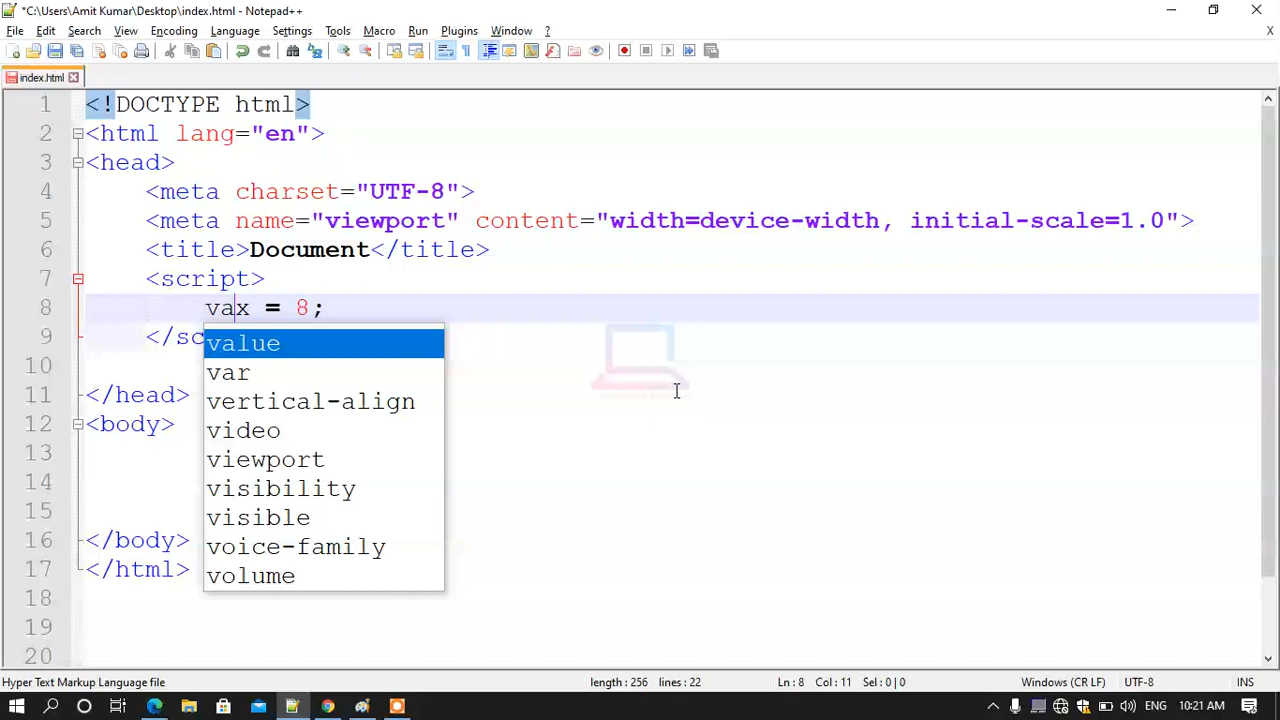 *C:\Users\Amit Kumar\Desktop\index.html - Notepad++
File Edit Search View Encoding Language Settings Tools Macro Run Plugins Window ? X
index.html
1 <!DOCTYPE html>
2 <html lang="en">
3 <head>
4 <meta charset="UTF-8">
5 <meta name="viewport" content="width=device-width, initial-scale=1.0">
6 <title>Document</title>
7 <script>
8 vax = 8;
9 </sc
value
10
var
11 </head>
vertical-align
12 <body>
video
13
viewport
14
visibility
15
visible
16 </body>
voice-family
17 </html>
volume
18
19
20
Hyper Text Markup Language file length : 256 lines : 22 Ln : 8 Col : 11 Sel : 0 | 0 Windows (CR LF) UTF-8 INS
ENG 10:21 AM